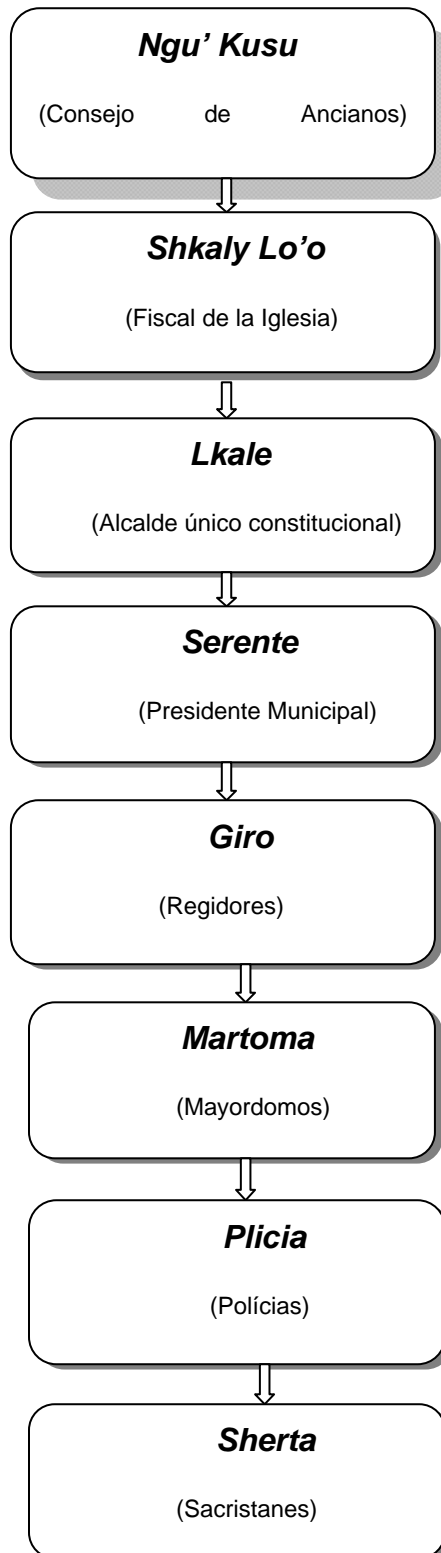 Ngu’ Kusu
(Consejo de Ancianos)
Shkaly Lo’o
(Fiscal de la Iglesia)
Lkale
(Alcalde único constitucional)
Serente
(Presidente Municipal)
Giro
(Regidores)
Martoma
(Mayordomos)
Plicia
(Polícías)
Sherta
(Sacristanes)